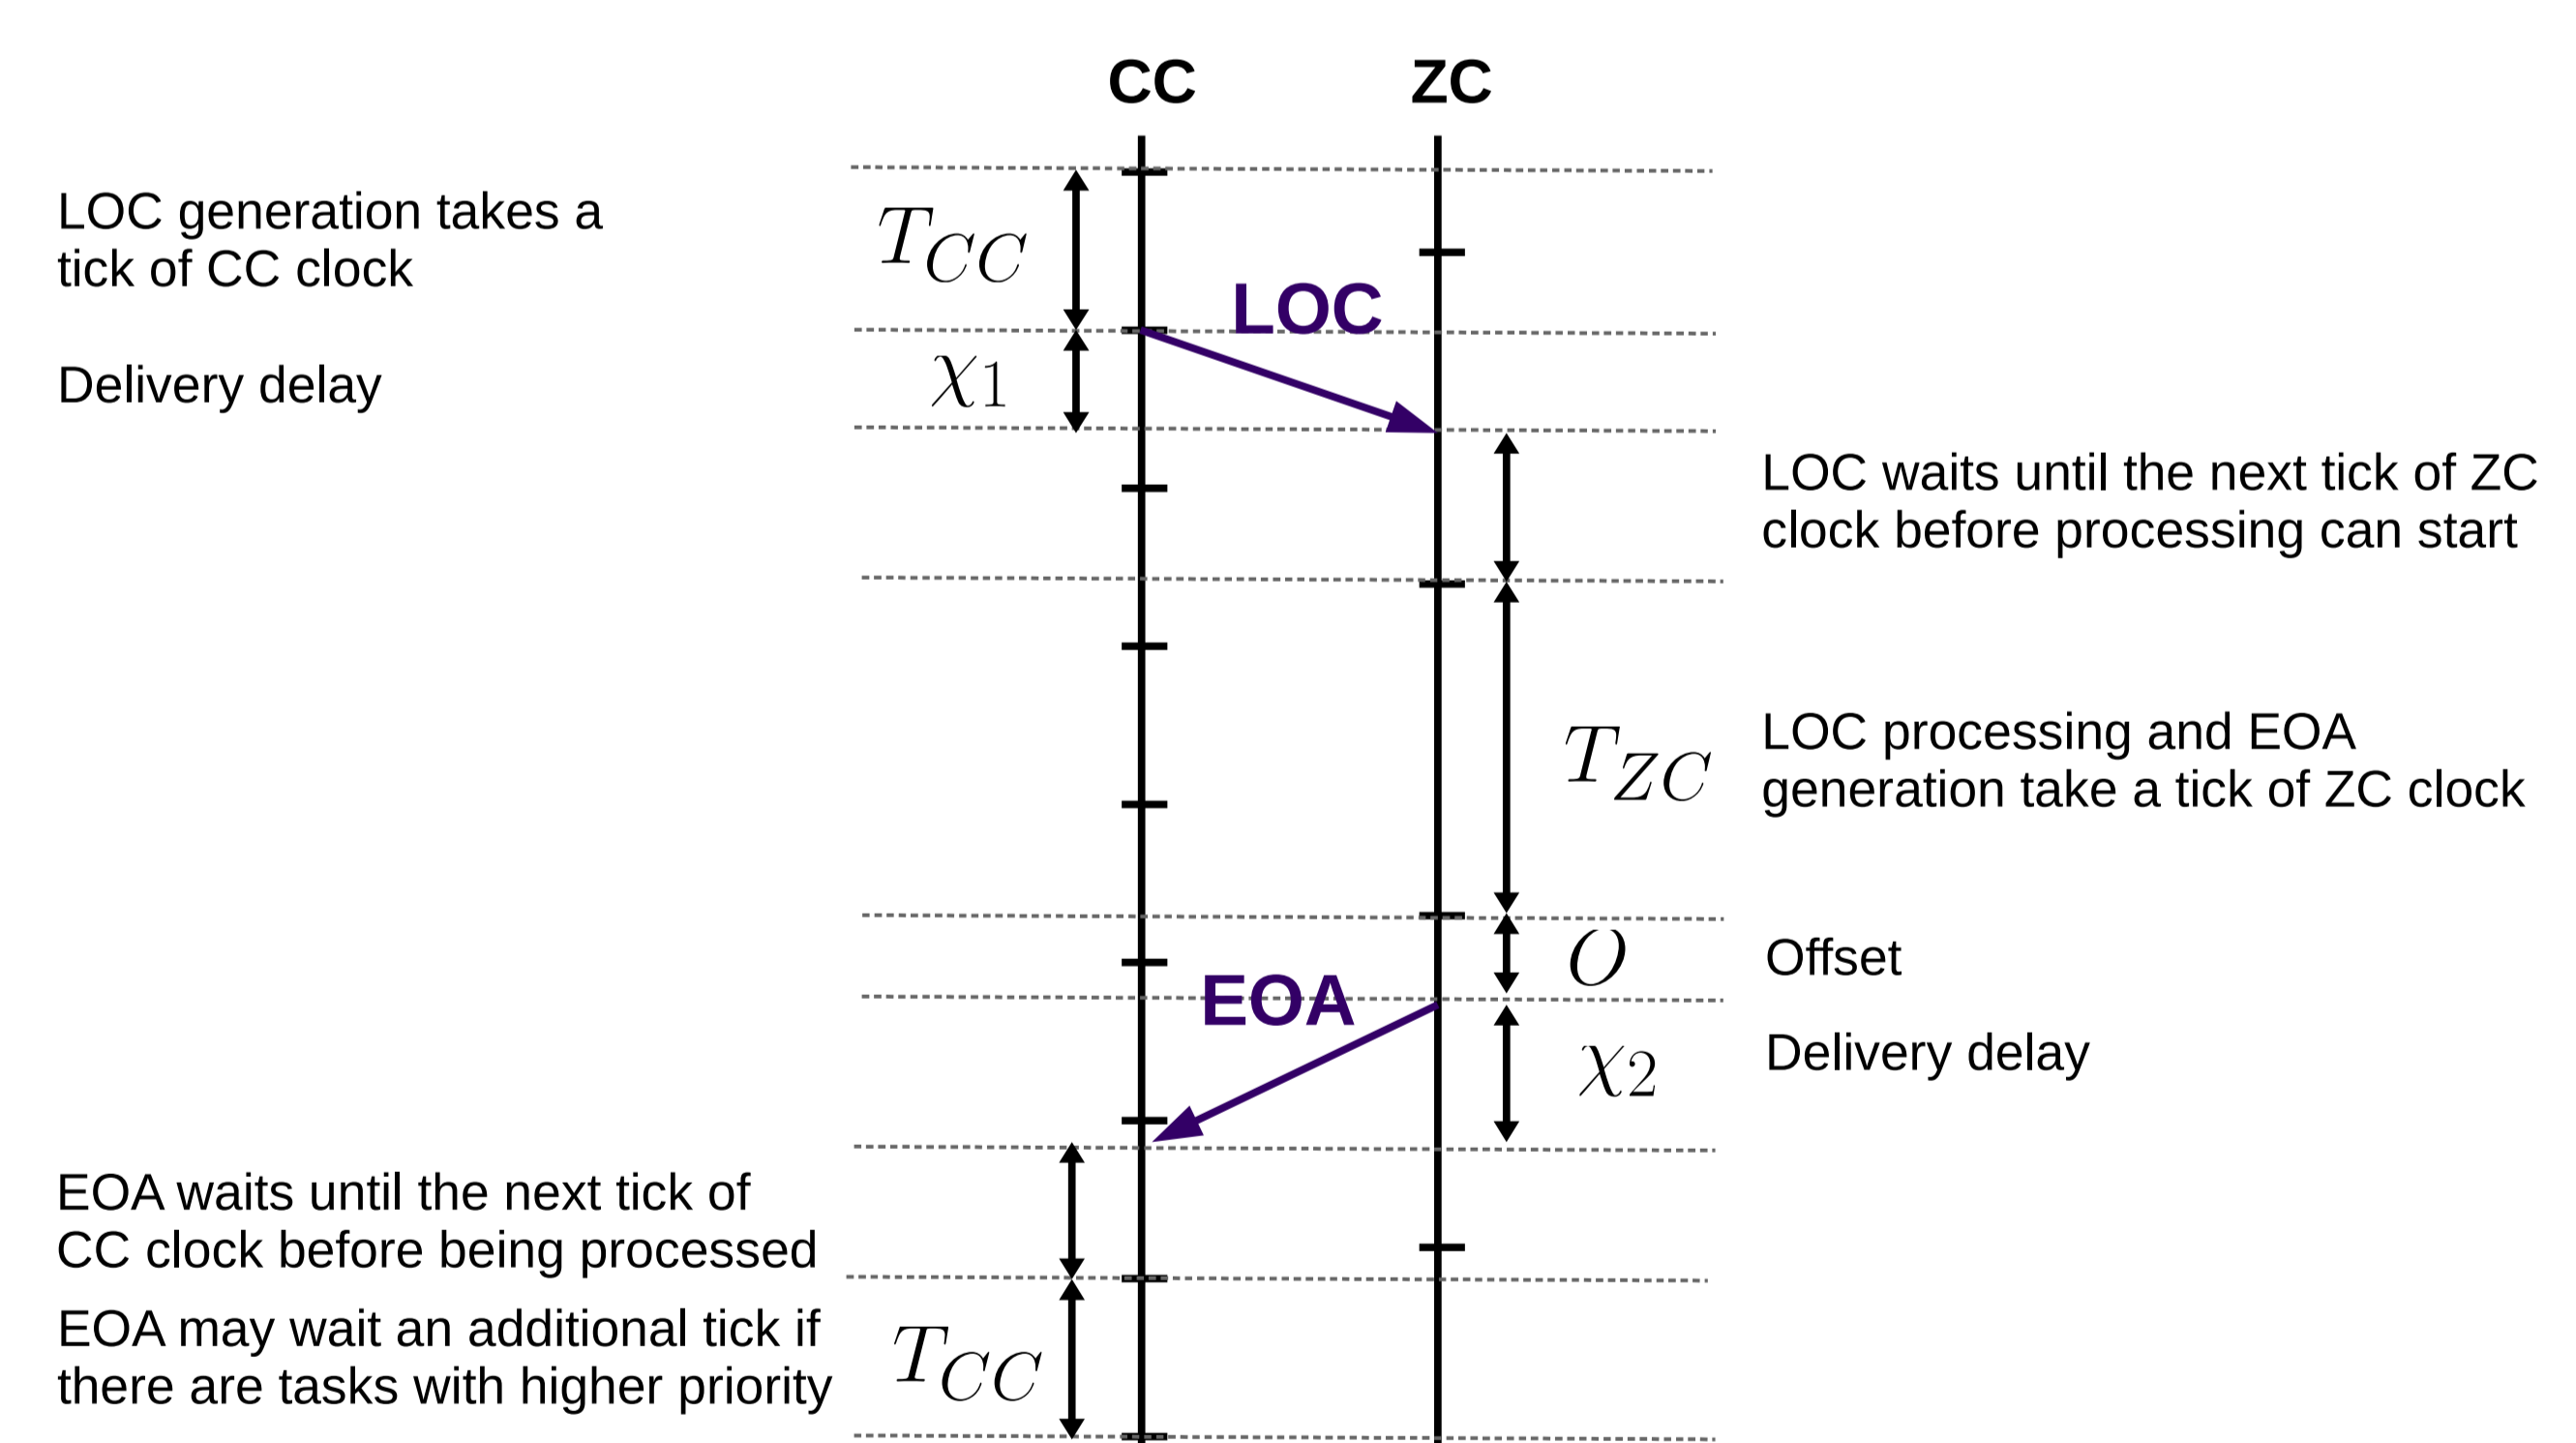 CC
ZC
LOC generation takes a
tick of CC clock
T_CC
LOC
Delivery delay
χ1
LOC waits until the next tick of ZC
clock before processing can start
T_ZC
LOC processing and EOA
generation take a tick of ZC clock
O
Offset
EOA
χ2
Delivery delay
EOA waits until the next tick of
CC clock before being processed
EOA may wait an additional tick if
there are tasks with higher priority
T_CC